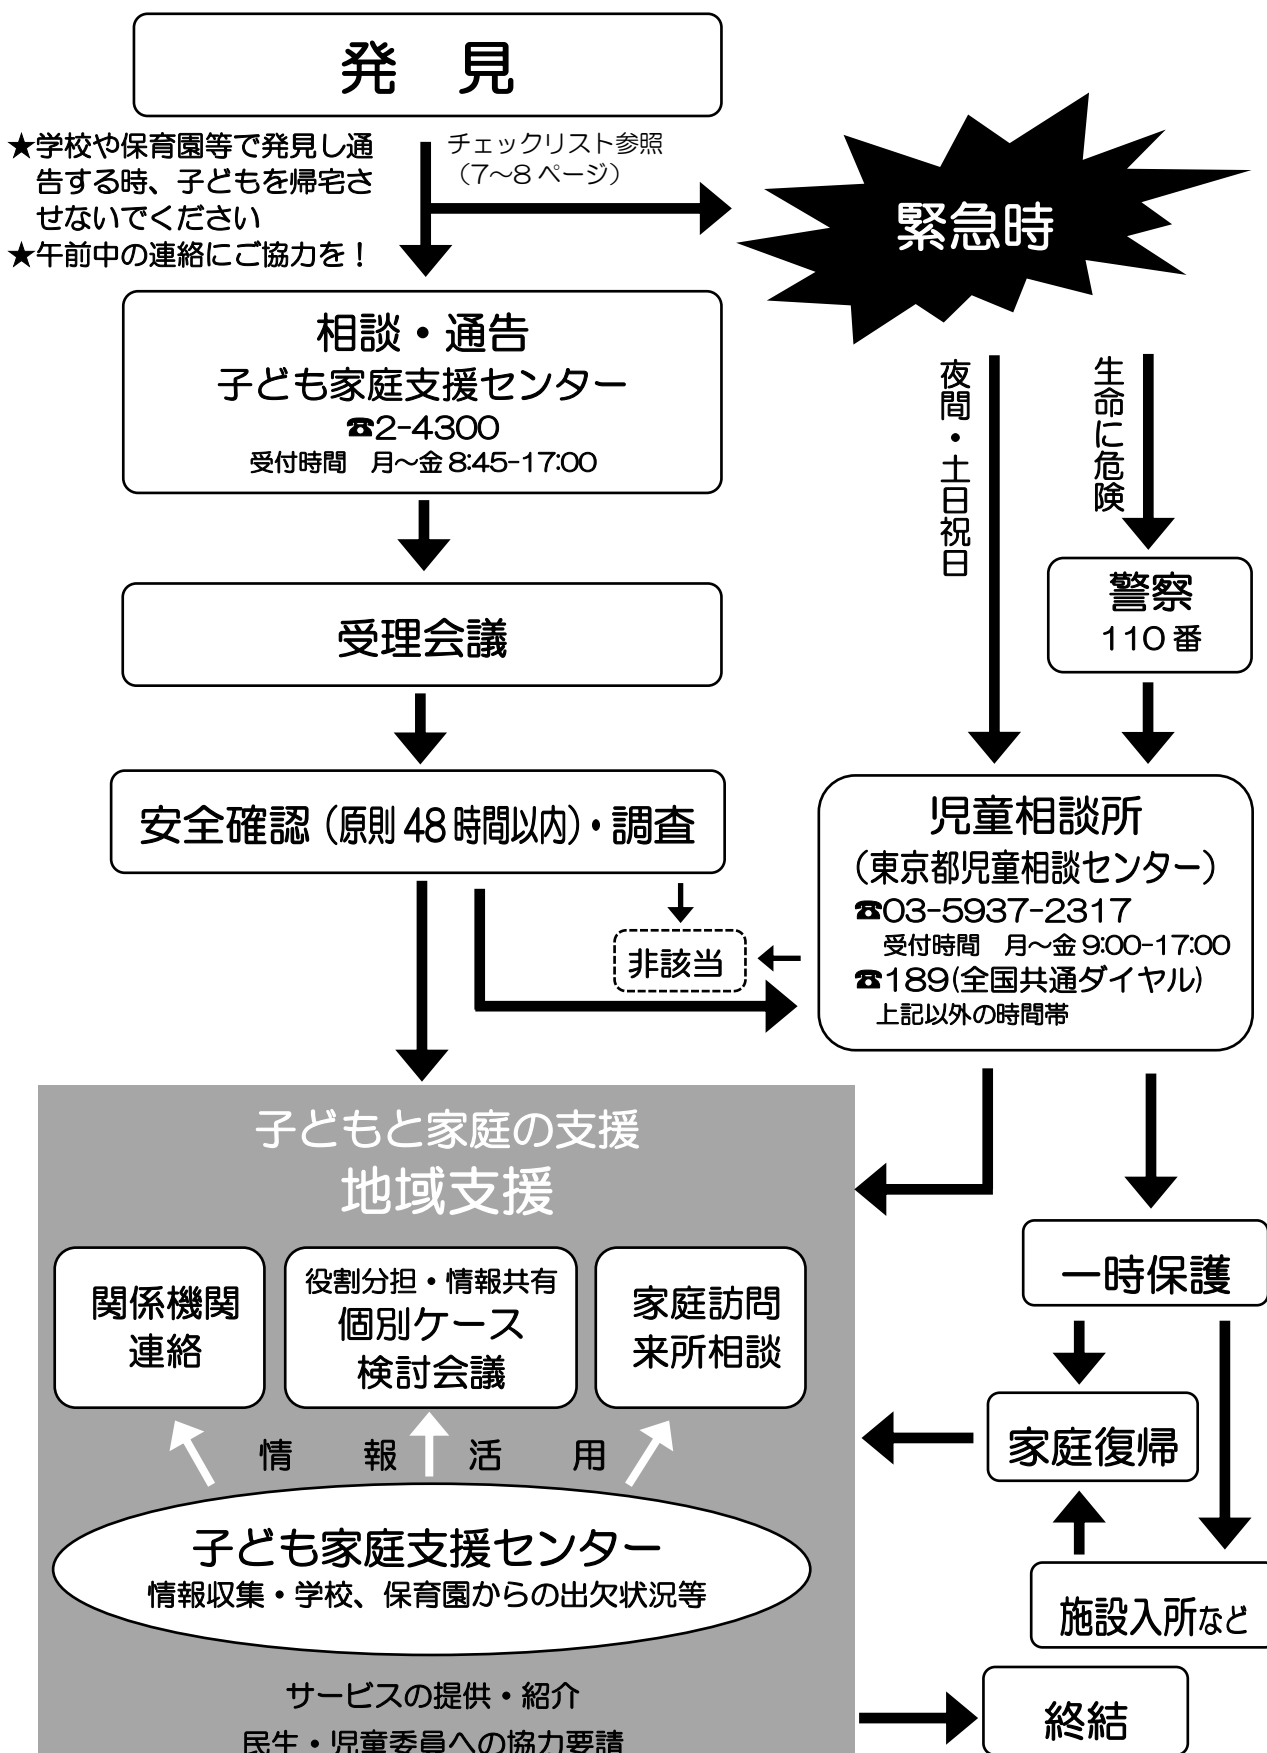 発　見
★学校や保育園等で発見し通
告する時、子どもを帰宅さ
せないでください
★午前中の連絡にご協力を！
チェックリスト参照
（7～8 ページ）
緊急時
相談・通告
子ども家庭支援センター
☎2-4300
受付時間　月～金 8:45-17:00
夜間・土日祝日
生命に危険
警察
110 番
受理会議
安全確認（原則 48 時間以内）・調査
児童相談所
（東京都児童相談センター）
☎03-5937-2317
受付時間　月～金 9:00-17:00
☎189(全国共通ダイヤル)
上記以外の時間帯
非該当
子どもと家庭の支援
地域支援
関係機関
連絡
役割分担・情報共有
個別ケース
検討会議
家庭訪問
来所相談
情　報　活　用
子ども家庭支援センター
情報収集・学校、保育園からの出欠状況等
サービスの提供・紹介
民生・児童委員への協力要請
一時保護
家庭復帰
施設入所など
終結